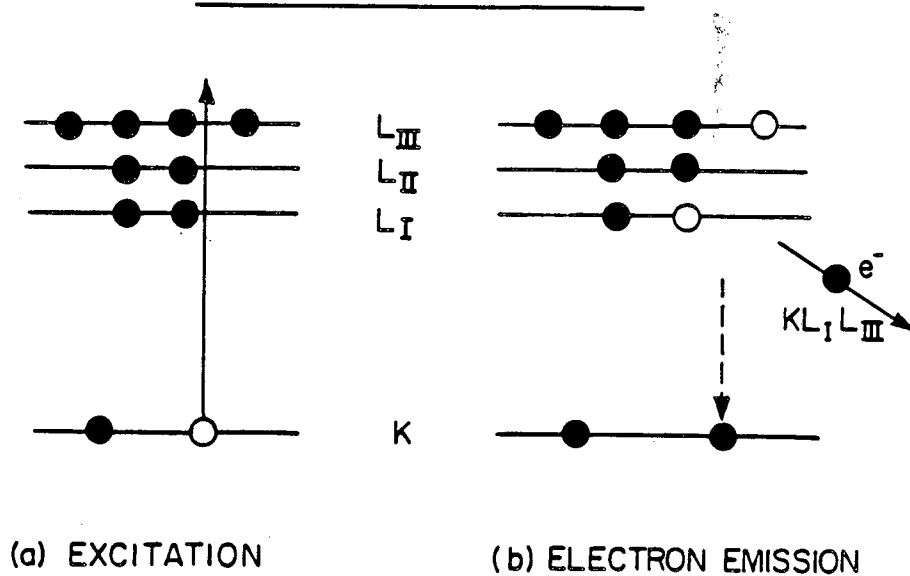 L_III
L_II
L_I
e⁻
KL_I L_III
K
(a) EXCITATION
(b) ELECTRON EMISSION